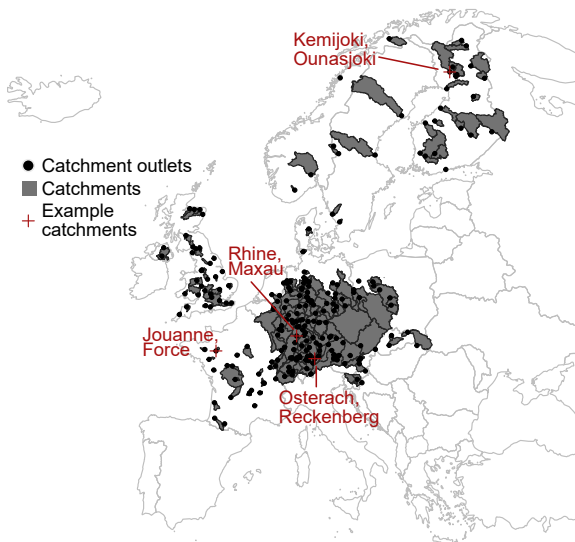 Kemijoki,
Ounasjoki
Catchment outlets
Catchments
Example
catchments
Rhine,
Maxau
Jouanne,
Force
Osterach,
Reckenberg